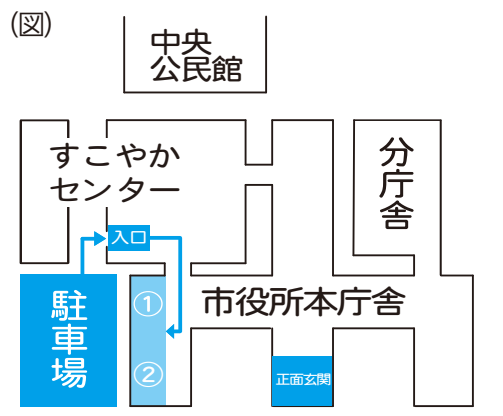 (図)
中央
公民館
すこやか
センター
分庁舎
入口
駐車場
①
②
市役所本庁舎
正面玄関